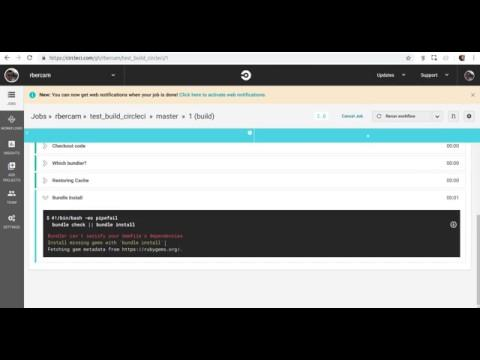 https://circleci.com/gh/rbercam/test_build_circleci/1
rbercam
Updates
Support
JOBS
New: You can now get web notifications when your job is done! Click here to activate web notifications.
Jobs » rbercam » test_build_circleci » master » 1 (build)
2.0
Cancel Job
Rerun workflow
WORKFLOWS
INSIGHTS
ADD PROJECTS
TEAM
SETTINGS
Checkout code 00:00
Which bundler? 00:00
Restoring Cache 00:00
Bundle Install 00:01
$ #!/bin/bash -eo pipefail
bundle check || bundle install
Bundler can't satisfy your Gemfile's dependencies.
Install missing gems with `bundle install`.
Fetching gem metadata from https://rubygems.org/.